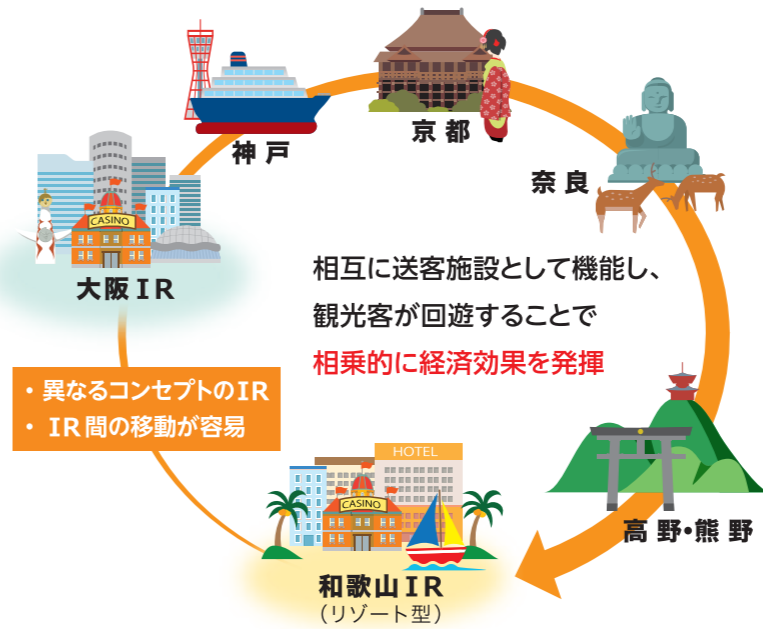 神戸
京都
奈良
CASINO
大阪IR
相互に送客施設として機能し、
観光客が回遊することで
相乗的に経済効果を発揮
・異なるコンセプトのIR
・IR間の移動が容易
HOTEL
CASINO
高野・熊野
和歌山IR
(リゾート型)